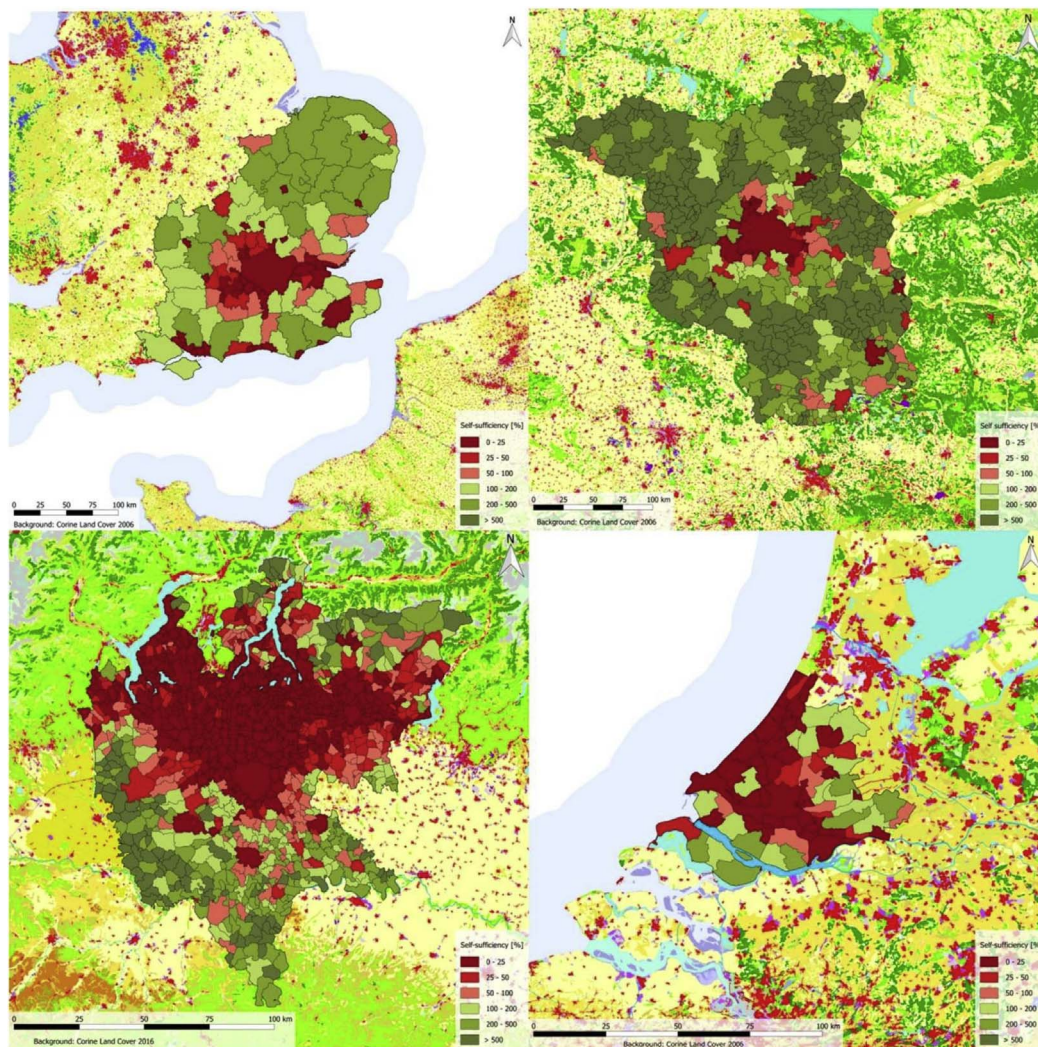 N
Self-sufficiency [%]
0 - 25
25 - 50
50 - 100
100 - 200
200 - 500
> 500
0 25 50 75 100 km
Background: Corine Land Cover 2006
N
Self-sufficiency [%]
0 - 25
25 - 50
50 - 100
100 - 200
200 - 500
> 500
0 25 50 75 100 km
Background: Corine Land Cover 2006
N
Self-sufficiency [%]
0 - 25
25 - 50
50 - 100
100 - 200
200 - 500
> 500
0 25 50 75 100 km
Background: Corine Land Cover 2016
N
Self-sufficiency [%]
0 - 25
25 - 50
50 - 100
100 - 200
200 - 500
> 500
0 25 50 75 100 km
Background: Corine Land Cover 2006